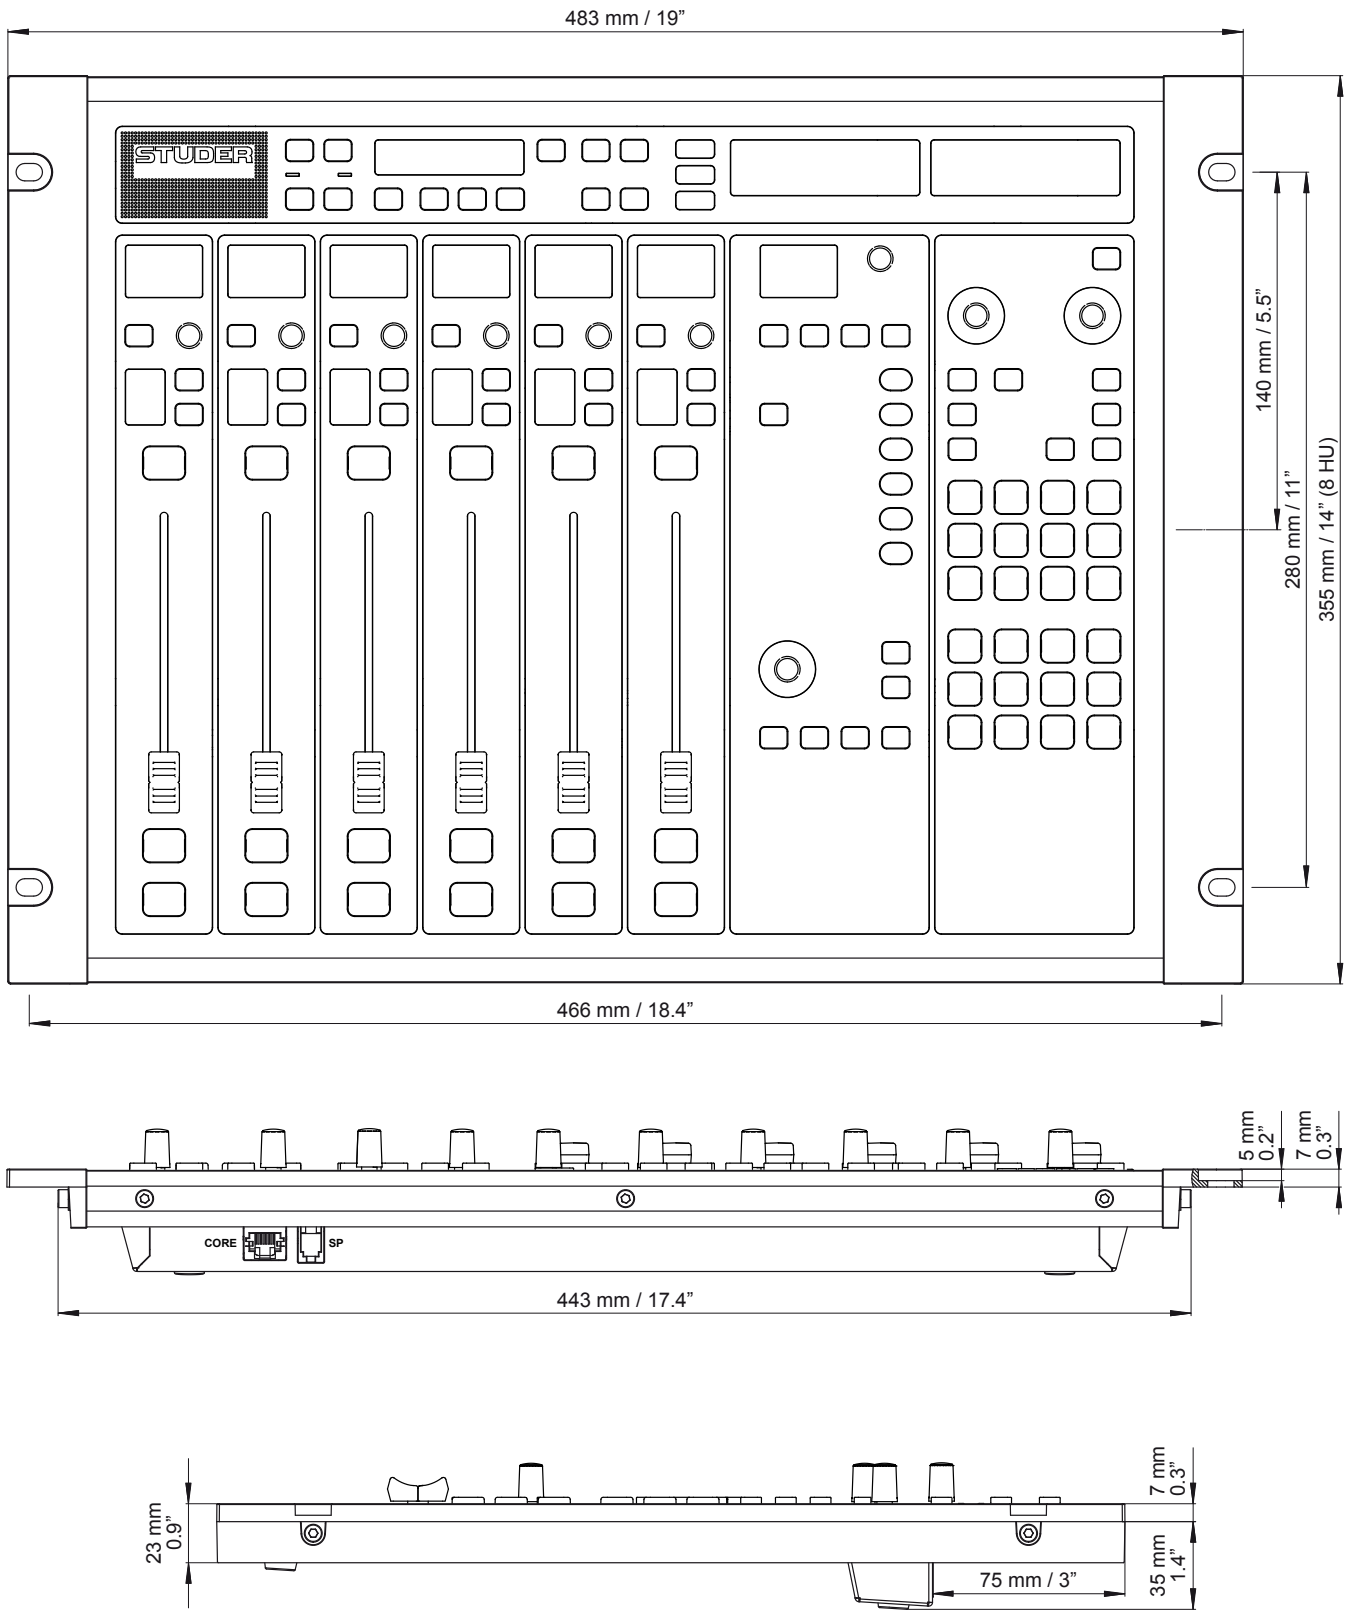 483 mm / 19”
STUDER
140 mm / 5.5”
280 mm / 11”
355 mm / 14” (8 HU)
466 mm / 18.4”
5 mm
0.2”
7 mm
0.3”
CORE
SP
443 mm / 17.4”
23 mm
0.9”
7 mm
0.3”
35 mm
1.4”
75 mm / 3”